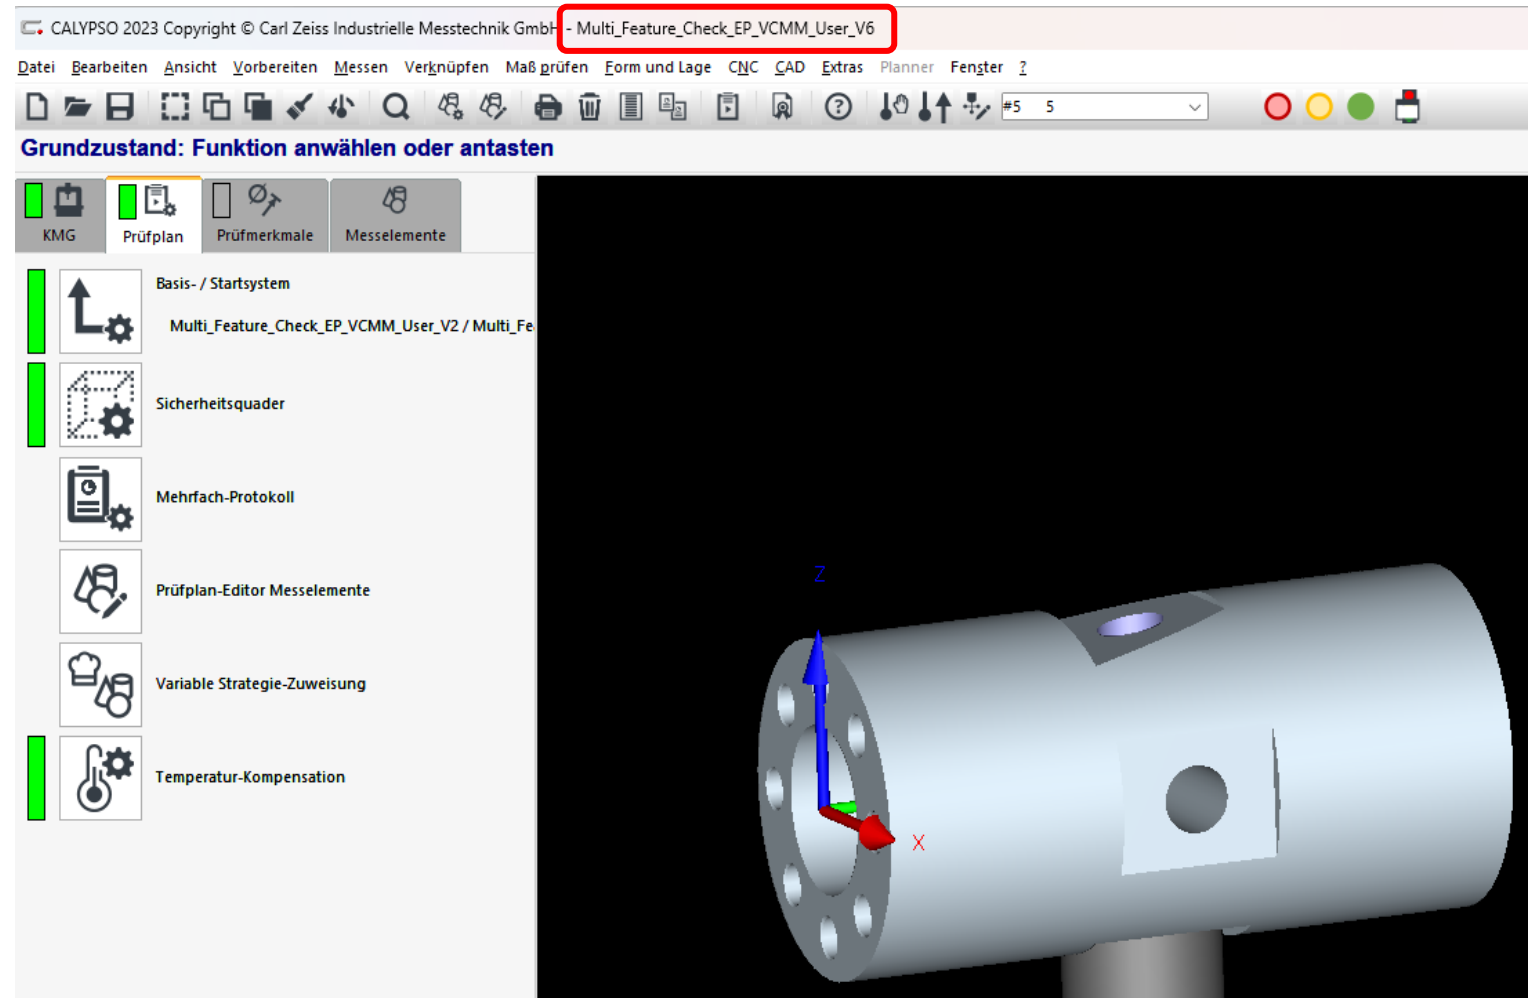 CALYPSO 2023 Copyright © Carl Zeiss Industrielle Messtechnik GmbH - Multi_Feature_Check_EP_VCMM_User_V6
Datei Bearbeiten Ansicht Vorbereiten Messen Verknüpfen Maß prüfen Form und Lage CNC CAD Extras Planner Fenster ?
#5 5
Grundzustand: Funktion anwählen oder antasten
KMG Prüfplan Prüfmerkmale Messelemente
Basis- / Startsystem
Multi_Feature_Check_EP_VCMM_User_V2 / Multi_Fe
Sicherheitsquader
Mehrfach-Protokoll
Prüfplan-Editor Messelemente
Variable Strategie-Zuweisung
Temperatur-Kompensation
Z
X